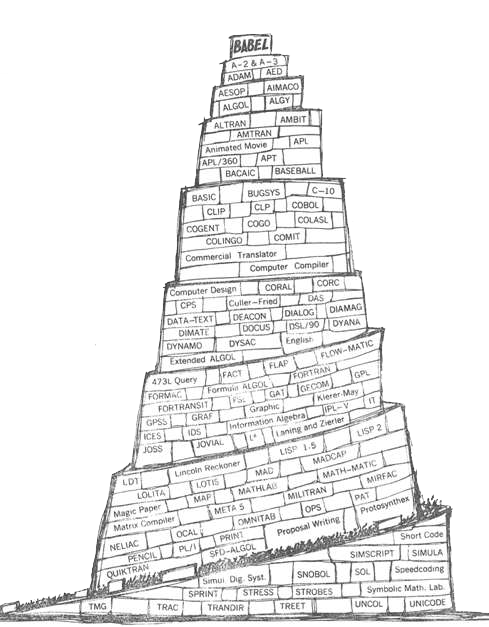 BABEL
A-2 & A-3
ADAM AED
AESOP AIMACO
ALGOL ALGY
ALTRAN AMBIT
AMTRAN
Animated Movie APL
APL/360 APT
BACAIC BASEBALL
BASIC BUGSYS C-10
CLIP CLP COBOL
COGENT COGO COLASL
COLINGO COMIT
Commercial Translator
Computer Compiler
Computer Design CORAL CORC
CPS Culler-Fried DAS
DATA-TEXT DEACON DIALOG DIAMAG
DIMATE DOCUS DSL/90 DYANA
DYNAMO DYSAC English
Extended ALGOL FLAP FLOW-MATIC
473L Query FACT FORTRAN
FORMAC Formula ALGOL GECOM GPL
FORTRANSIT FSL GAT Klerer-May
GPSS GRAF Graphic IPL-V IT
ICES IDS Information Algebra
JOSS JOVIAL L⁶ Laning and Zierler
LDT Lincoln Reckoner LISP 1.5 LISP 2
LOLITA LOTIS MAD MADCAP
Magic Paper MAP MATHLAB MATH-MATIC
Matrix Compiler META 5 MILITRAN MIRFAC
NELIAC OCAL OMNITAB OPS PAT
PENCIL PL/I PRINT Proposal Writing Protosynthex
QUIKTRAN SFD-ALGOL
Short Code
SIMSCRIPT SIMULA
Simul Dig. Syst. SNOBOL SOL Speedcoding
SPRINT STRESS STROBES Symbolic Math. Lab.
TMG TRAC TRANDIR TREET UNCOL UNICODE